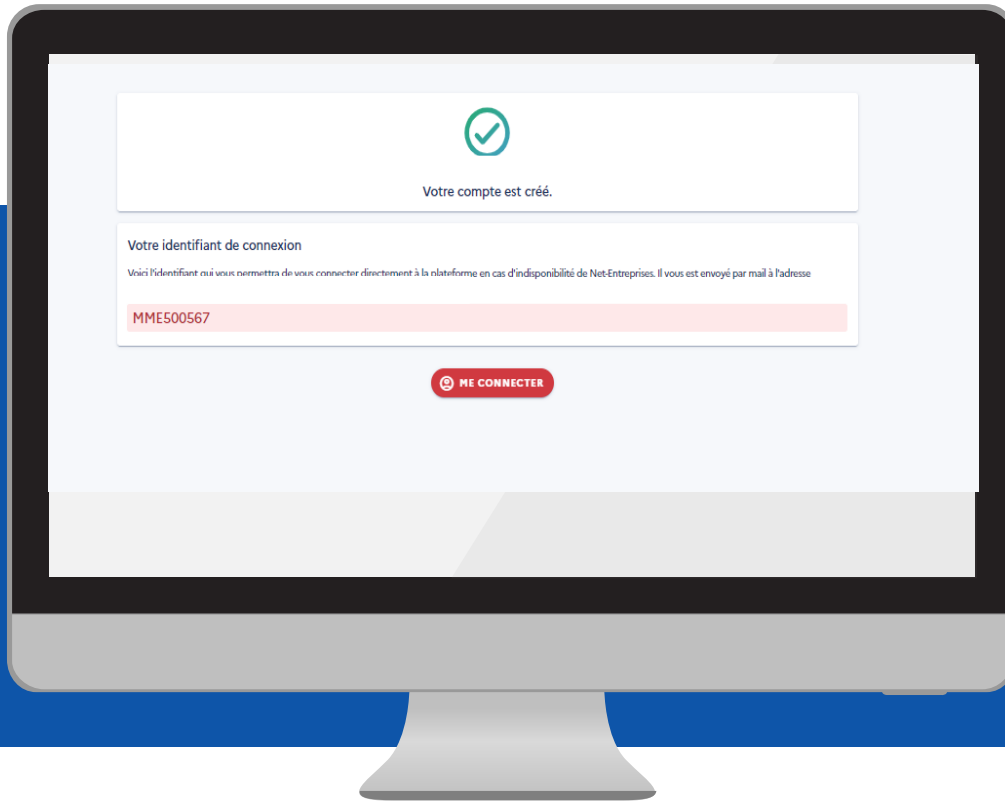 Votre compte est créé.
Votre identifiant de connexion
Voici l'identifiant qui vous permettra de vous connecter directement à la plateforme en cas d'indisponibilité de Net-Entreprises. Il vous est envoyé par mail à l'adresse
MME500567
ME CONNECTER